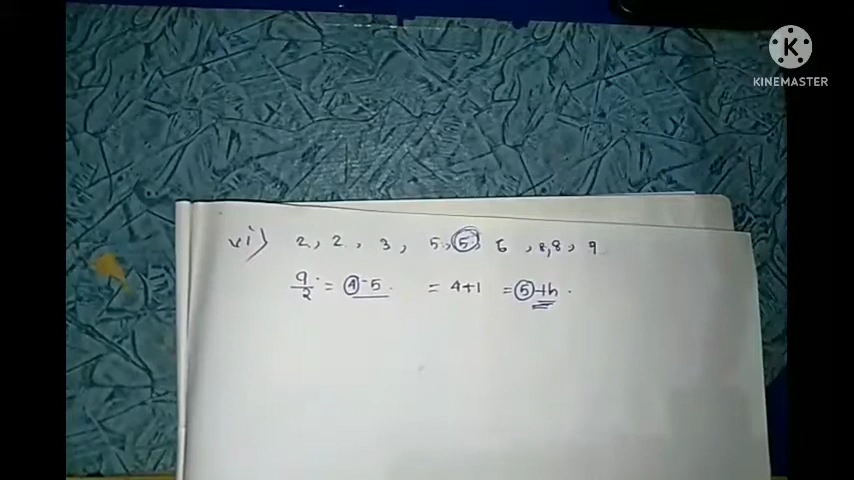 KINEMASTER
vi) 2, 2, 3, 5, 5, 6, 8, 8, 9
9/2 = 4.5 = 4+1 = 5th.